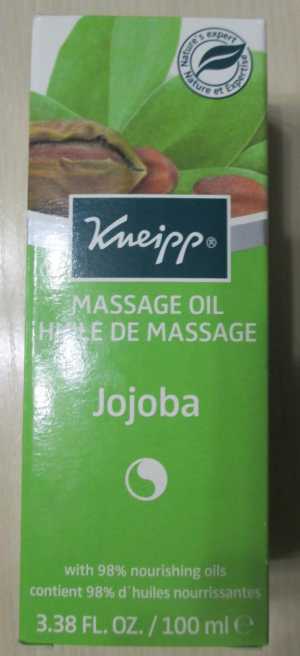 Nature's expert
Nature et Expertise
Kneipp®
MASSAGE OIL
HUILE DE MASSAGE
Jojoba
with 98% nourishing oils
contient 98% d´huiles nourrissantes
3.38 FL. OZ. / 100 ml ℮